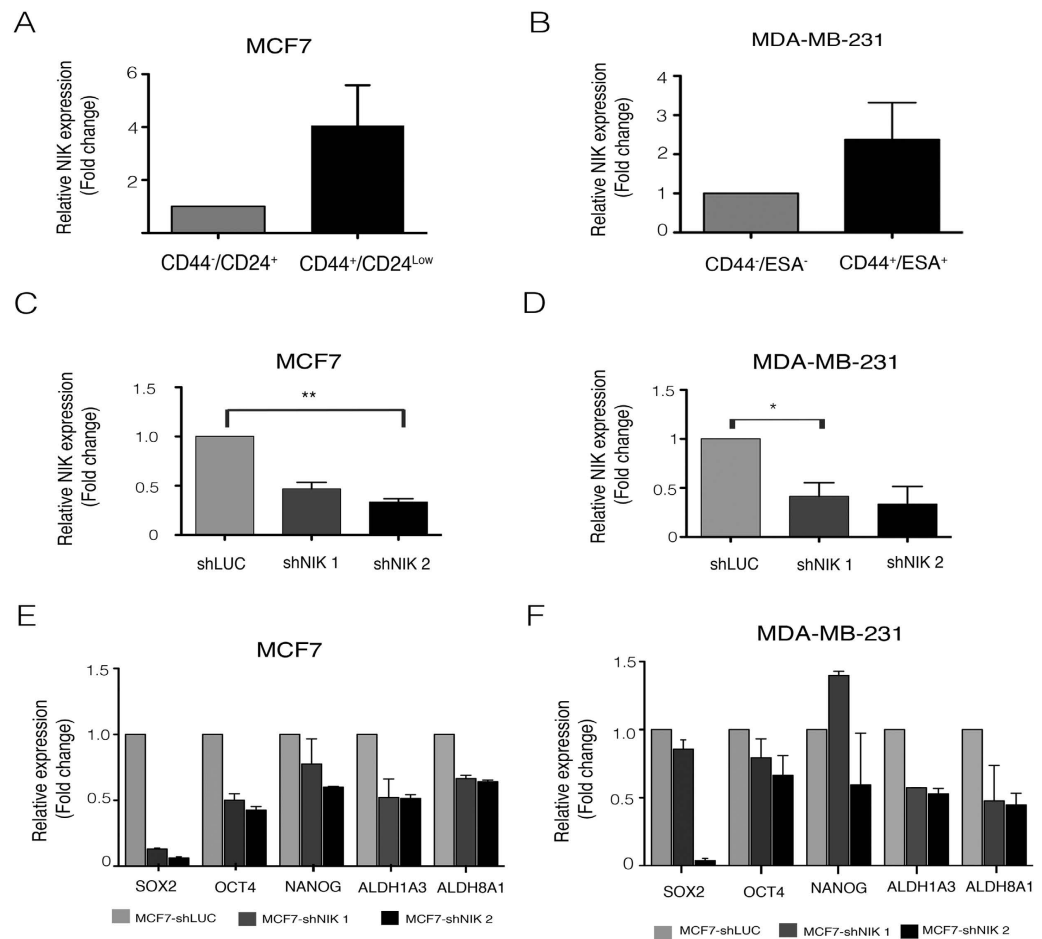 A
MCF7
Relative NIK expression
(Fold change)
6
4
2
CD44⁻/CD24⁺
CD44⁺/CD24ᴸᵒʷ
B
MDA-MB-231
Relative NIK expression
(Fold change)
4
3
2
1
0
CD44⁻/ESA⁻
CD44⁺/ESA⁺
C
MCF7
Relative NIK expression
(Fold change)
1.5
1.0
0.5
0
**
shLUC
shNIK 1
shNIK 2
D
MDA-MB-231
Relative NIK expression
(Fold change)
1.5
1
0.5
0
*
shLUC
shNIK 1
shNIK 2
E
MCF7
Relative expression
(Fold change)
1.5
1.0
0.5
0
SOX2
OCT4
NANOG
ALDH1A3
ALDH8A1
MCF7-shLUC
MCF7-shNIK 1
MCF7-shNIK 2
F
MDA-MB-231
Relative expression
(Fold change)
1.5
1.0
0.5
0
SOX2
OCT4
NANOG
ALDH1A3
ALDH8A1
MCF7-shLUC
MCF7-shNIK 1
MCF7-shNIK 2